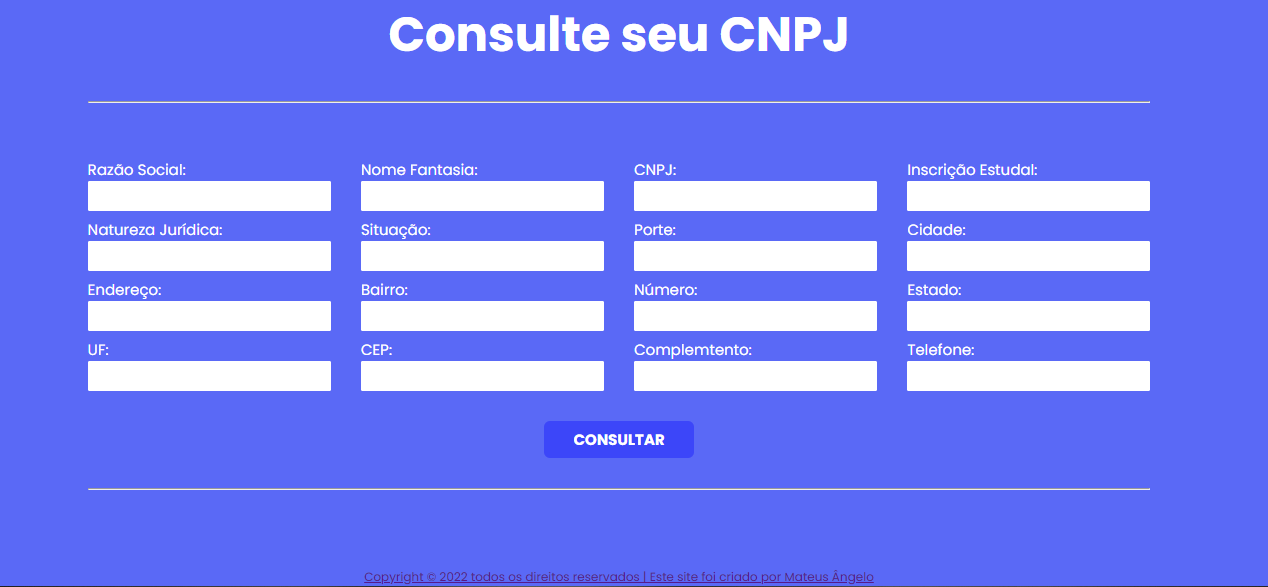 Consulte seu CNPJ
Razão Social: Nome Fantasia: CNPJ: Inscrição Estudal:
Natureza Jurídica: Situação: Porte: Cidade:
Endereço: Bairro: Número: Estado:
UF: CEP: Complemtento: Telefone:
CONSULTAR
Copyright © 2022 todos os direitos reservados | Este site foi criado por Mateus Ângelo